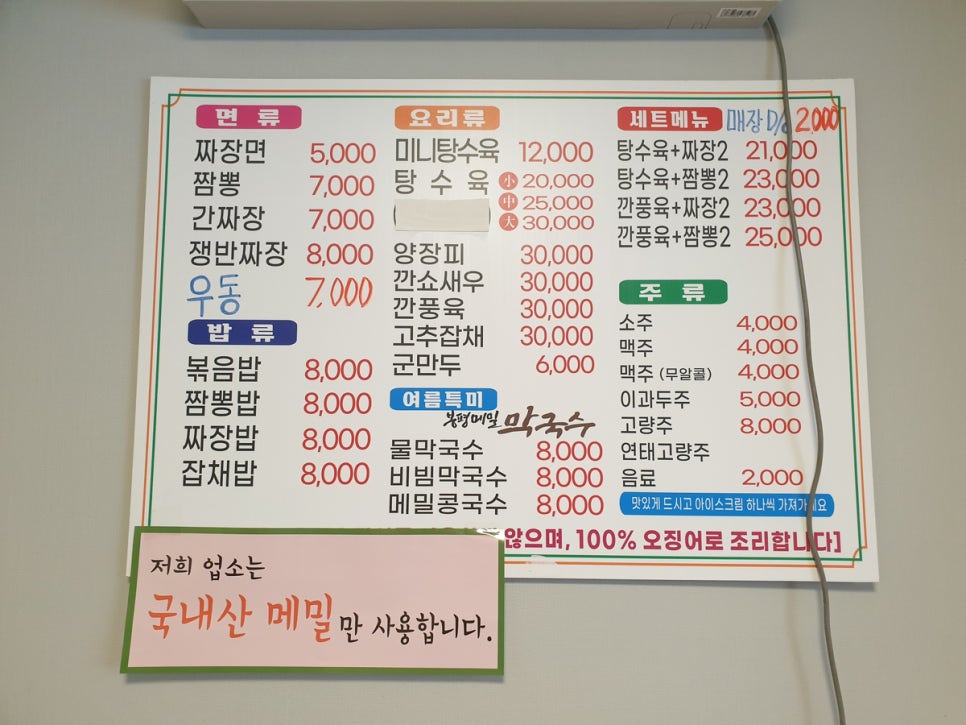 면 류
짜장면 5,000
짬뽕 7,000
간짜장 7,000
쟁반짜장 8,000
우동 7,000
밥 류
볶음밥 8,000
짬뽕밥 8,000
짜장밥 8,000
잡채밥 8,000
요리류
미니탕수육 12,000
탕 수 육 小 20,000
中 25,000
大 30,000
양장피 30,000
깐쇼새우 30,000
깐풍육 30,000
고추잡채 30,000
군만두 6,000
여름특미
봉평메밀 막국수
물막국수 8,000
비빔막국수 8,000
메밀콩국수 8,000
세트메뉴 매장 D/c 2,000
탕수육+짜장2 21,000
탕수육+짬뽕2 23,000
깐풍육+짜장2 23,000
깐풍육+짬뽕2 25,000
주 류
소주 4,000
맥주 4,000
맥주 (무알콜) 4,000
이과두주 5,000
고량주 8,000
연태고량주
음료 2,000
맛있게 드시고 아이스크림 하나씩 가져가세요
않으며, 100% 오징어로 조리합니다]
저희 업소는
국내산 메밀만 사용합니다.